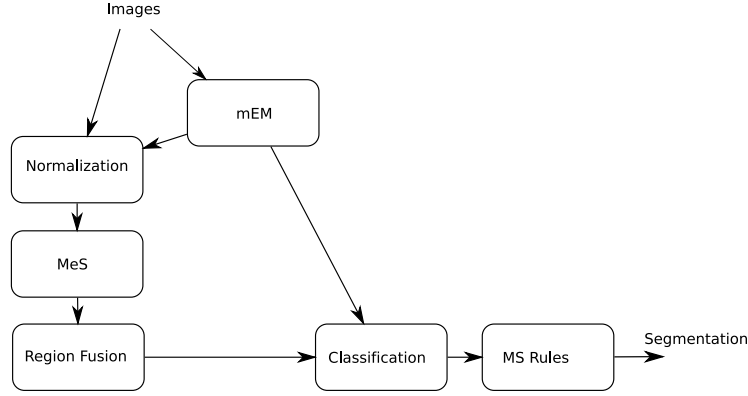 Images
mEM
Normalization
MeS
Region Fusion
Classification
MS Rules
Segmentation